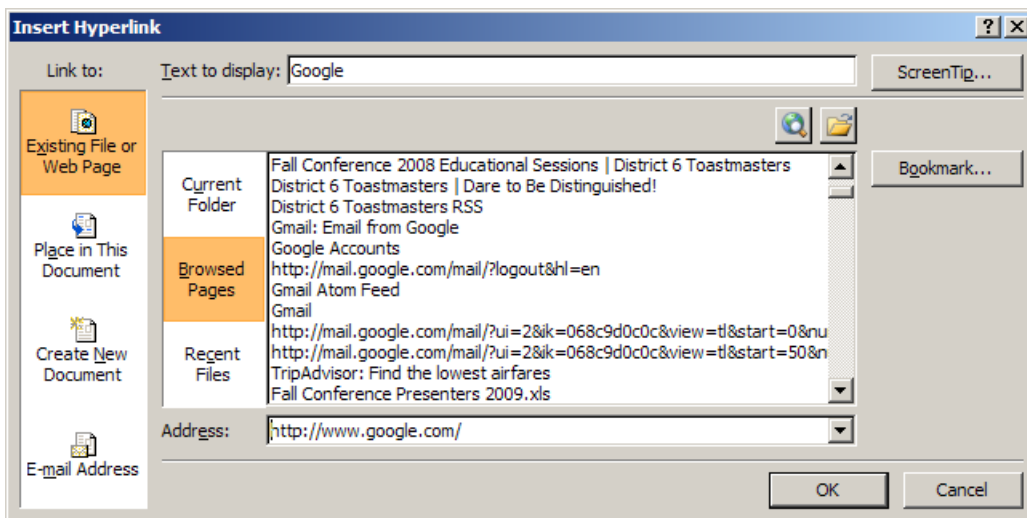 Insert Hyperlink
Link to:
Text to display:
Google
ScreenTip...
Existing File or
Web Page
Place in This
Document
Create New
Document
E-mail Address
Current
Folder
Browsed
Pages
Recent
Files
Fall Conference 2008 Educational Sessions | District 6 Toastmasters
District 6 Toastmasters | Dare to Be Distinguished!
District 6 Toastmasters RSS
Gmail: Email from Google
Google Accounts
http://mail.google.com/mail/?logout&hl=en
Gmail Atom Feed
Gmail
http://mail.google.com/mail/?ui=2&ik=068c9d0c0c&view=tl&start=0&nu
http://mail.google.com/mail/?ui=2&ik=068c9d0c0c&view=tl&start=50&n
TripAdvisor: Find the lowest airfares
Fall Conference Presenters 2009.xls
Bookmark...
Address:
http://www.google.com/
OK
Cancel